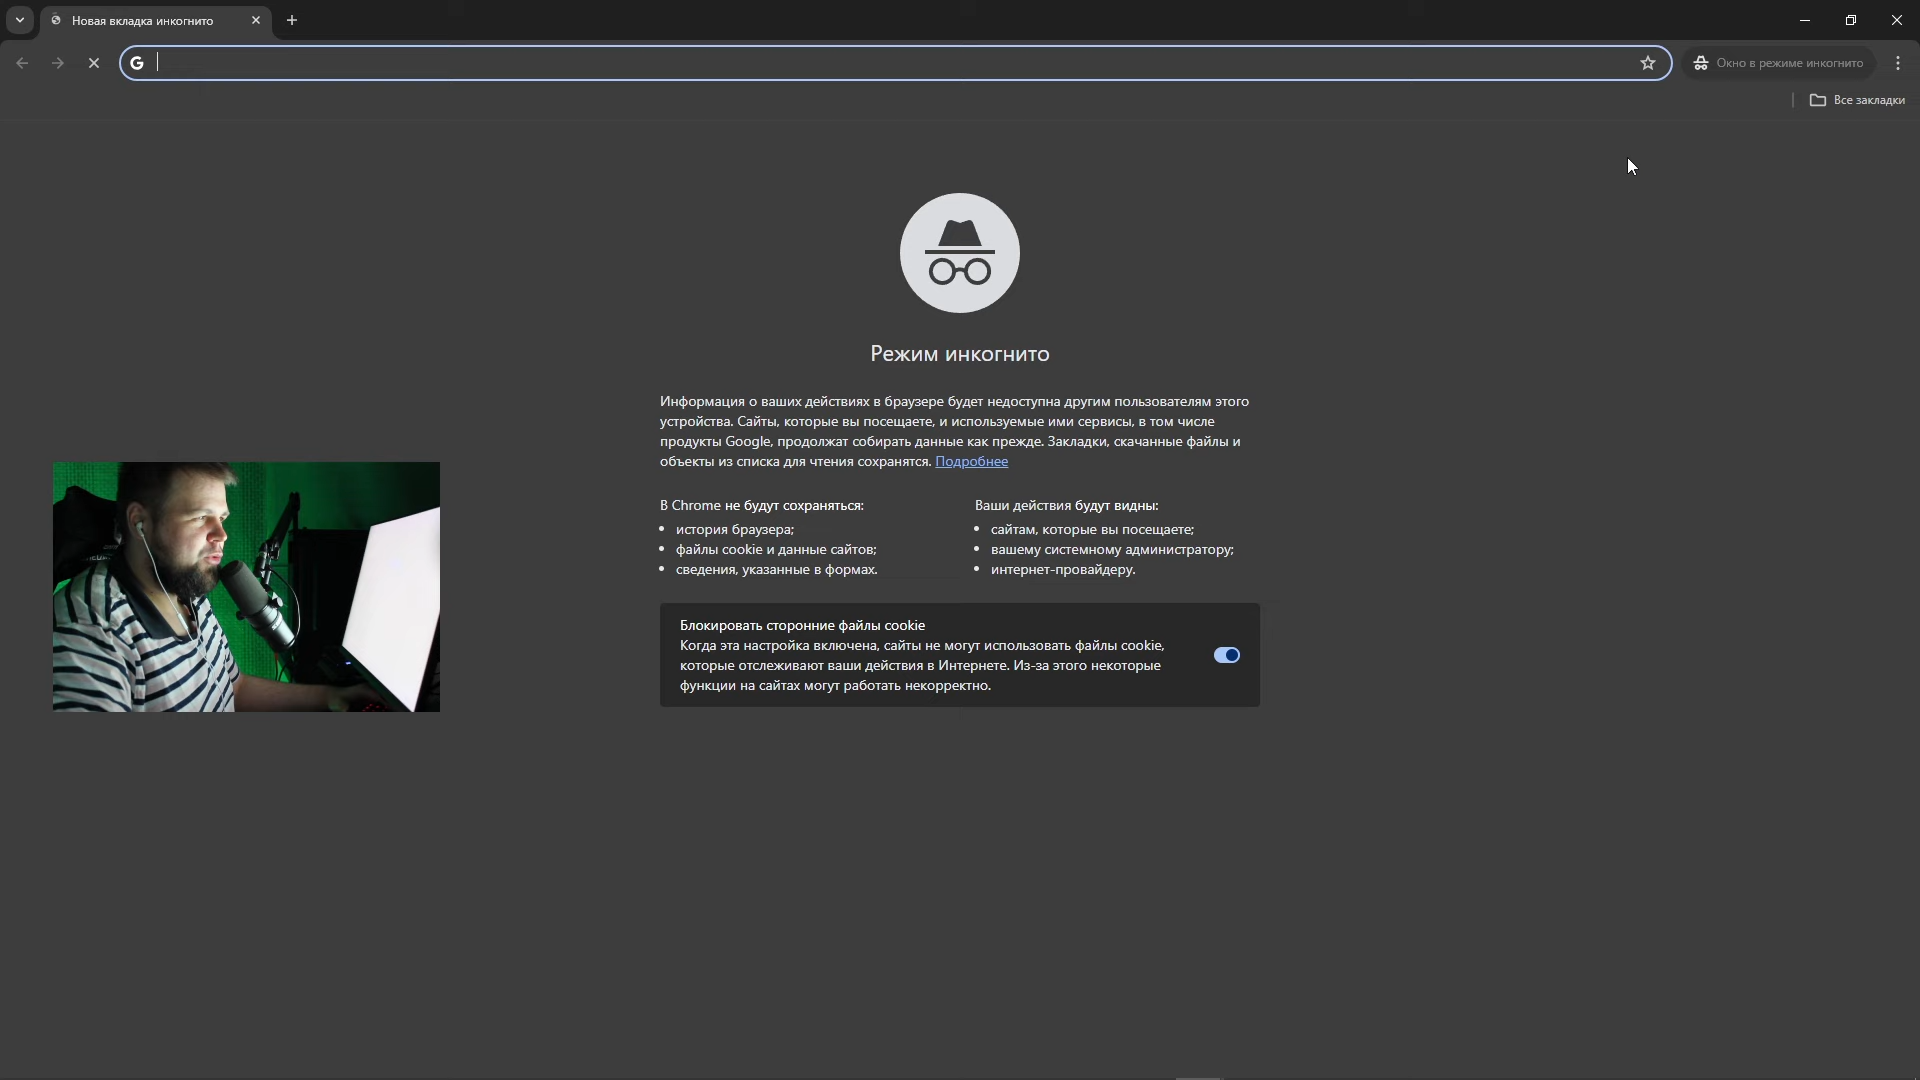 Новая вкладка инкогнито
G
Окно в режиме инкогнито
Все закладки
Режим инкогнито
Информация о ваших действиях в браузере будет недоступна другим пользователям этого
устройства. Сайты, которые вы посещаете, и используемые ими сервисы, в том числе
продукты Google, продолжат собирать данные как прежде. Закладки, скачанные файлы и
объекты из списка для чтения сохранятся. Подробнее
В Chrome не будут сохраняться:
• история браузера;
• файлы cookie и данные сайтов;
• сведения, указанные в формах.
Ваши действия будут видны:
• сайтам, которые вы посещаете;
• вашему системному администратору;
• интернет-провайдеру.
Блокировать сторонние файлы cookie
Когда эта настройка включена, сайты не могут использовать файлы cookie,
которые отслеживают ваши действия в Интернете. Из-за этого некоторые
функции на сайтах могут работать некорректно.